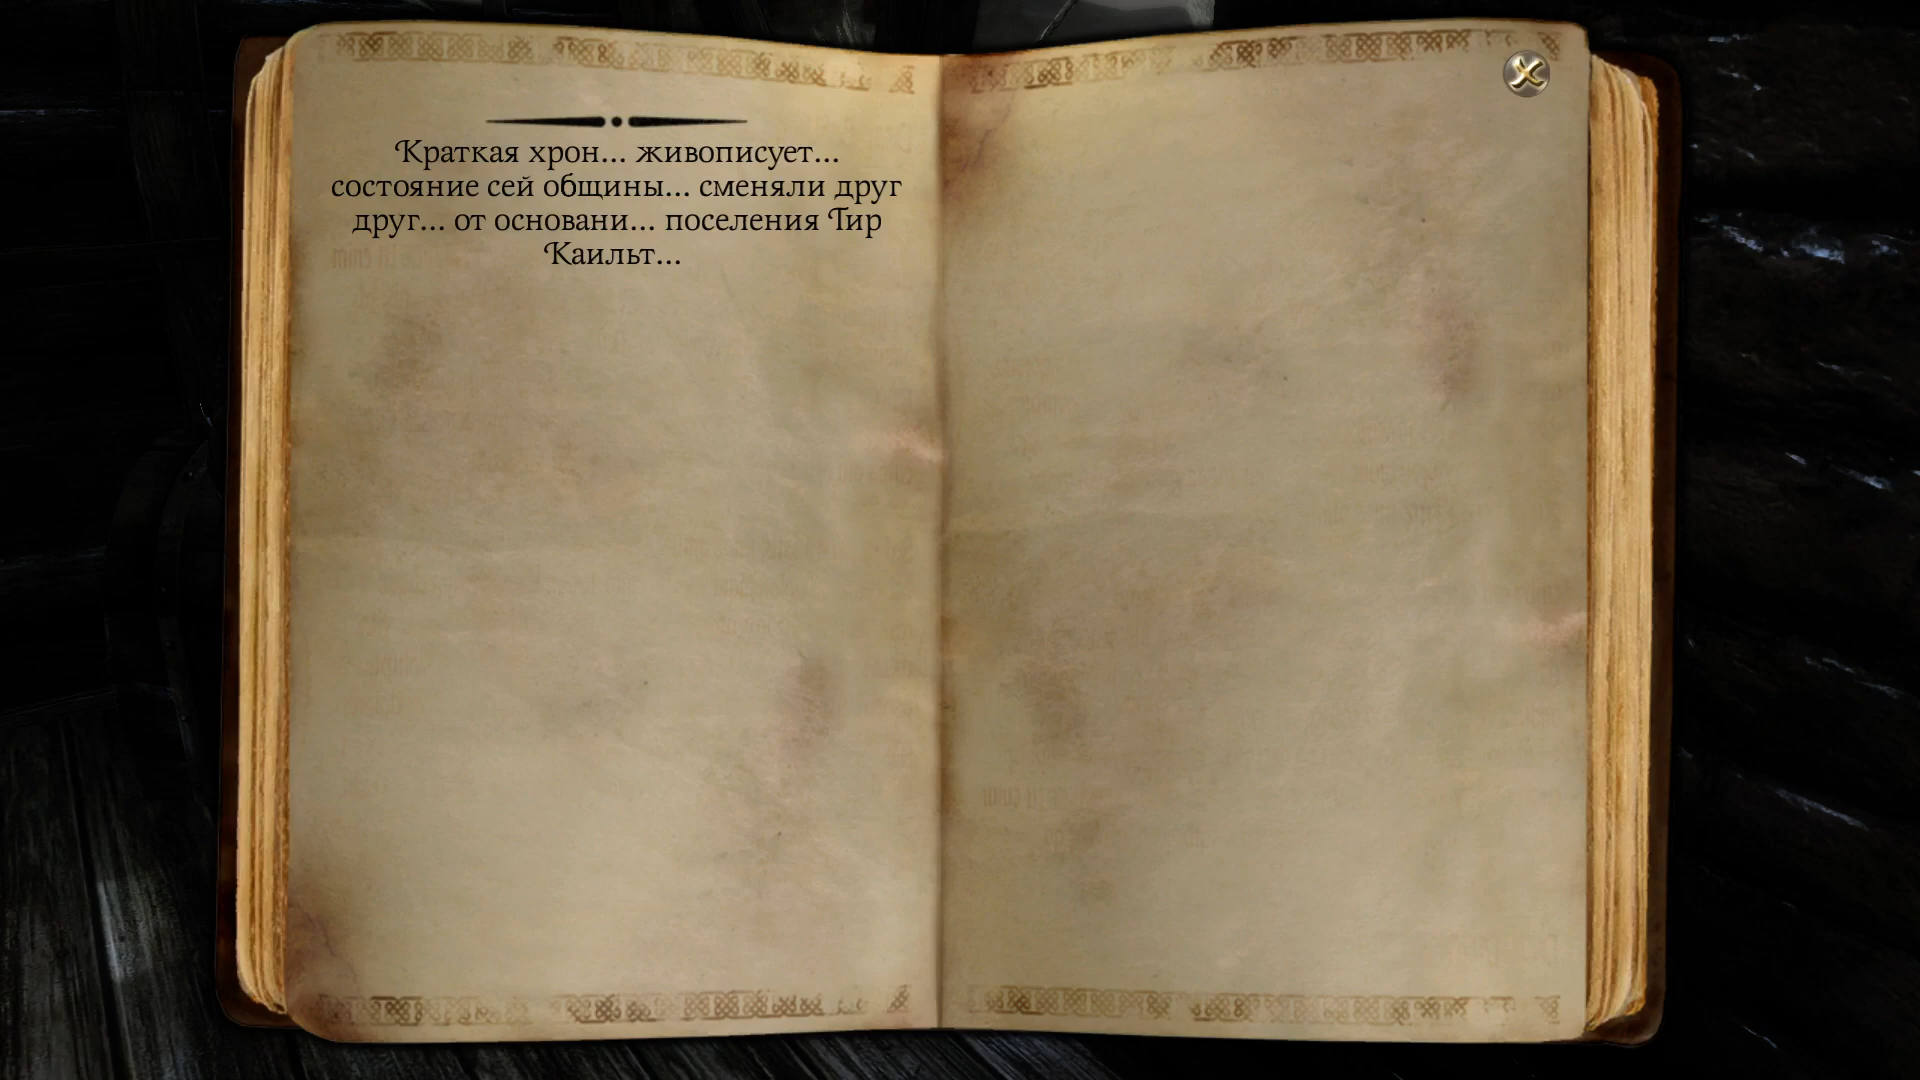 Краткая хрон... живописует...
состояние сей общины... сменяли друг
друг... от основани... поселения Тир
Каильт...